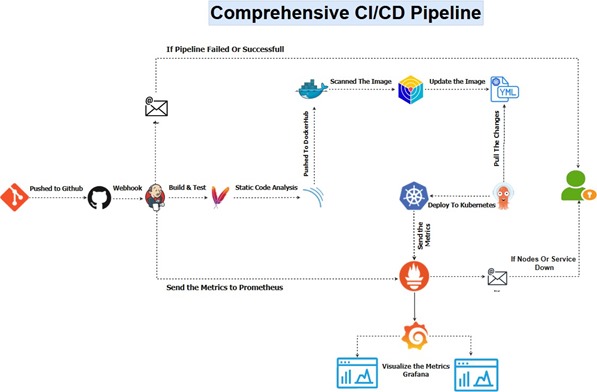 Comprehensive CI/CD Pipeline
If Pipeline Failed Or Successfull
Scanned The Image
Update the Image
YML
Pushed To DockerHub
Pull The Changes
Pushed to Github
Webhook
Build & Test
Static Code Analysis
Deploy To Kubernetes
Send the
Metrics
If Nodes Or Service
Down
Send the Metrics to Prometheus
Visualize the Metrics
Grafana